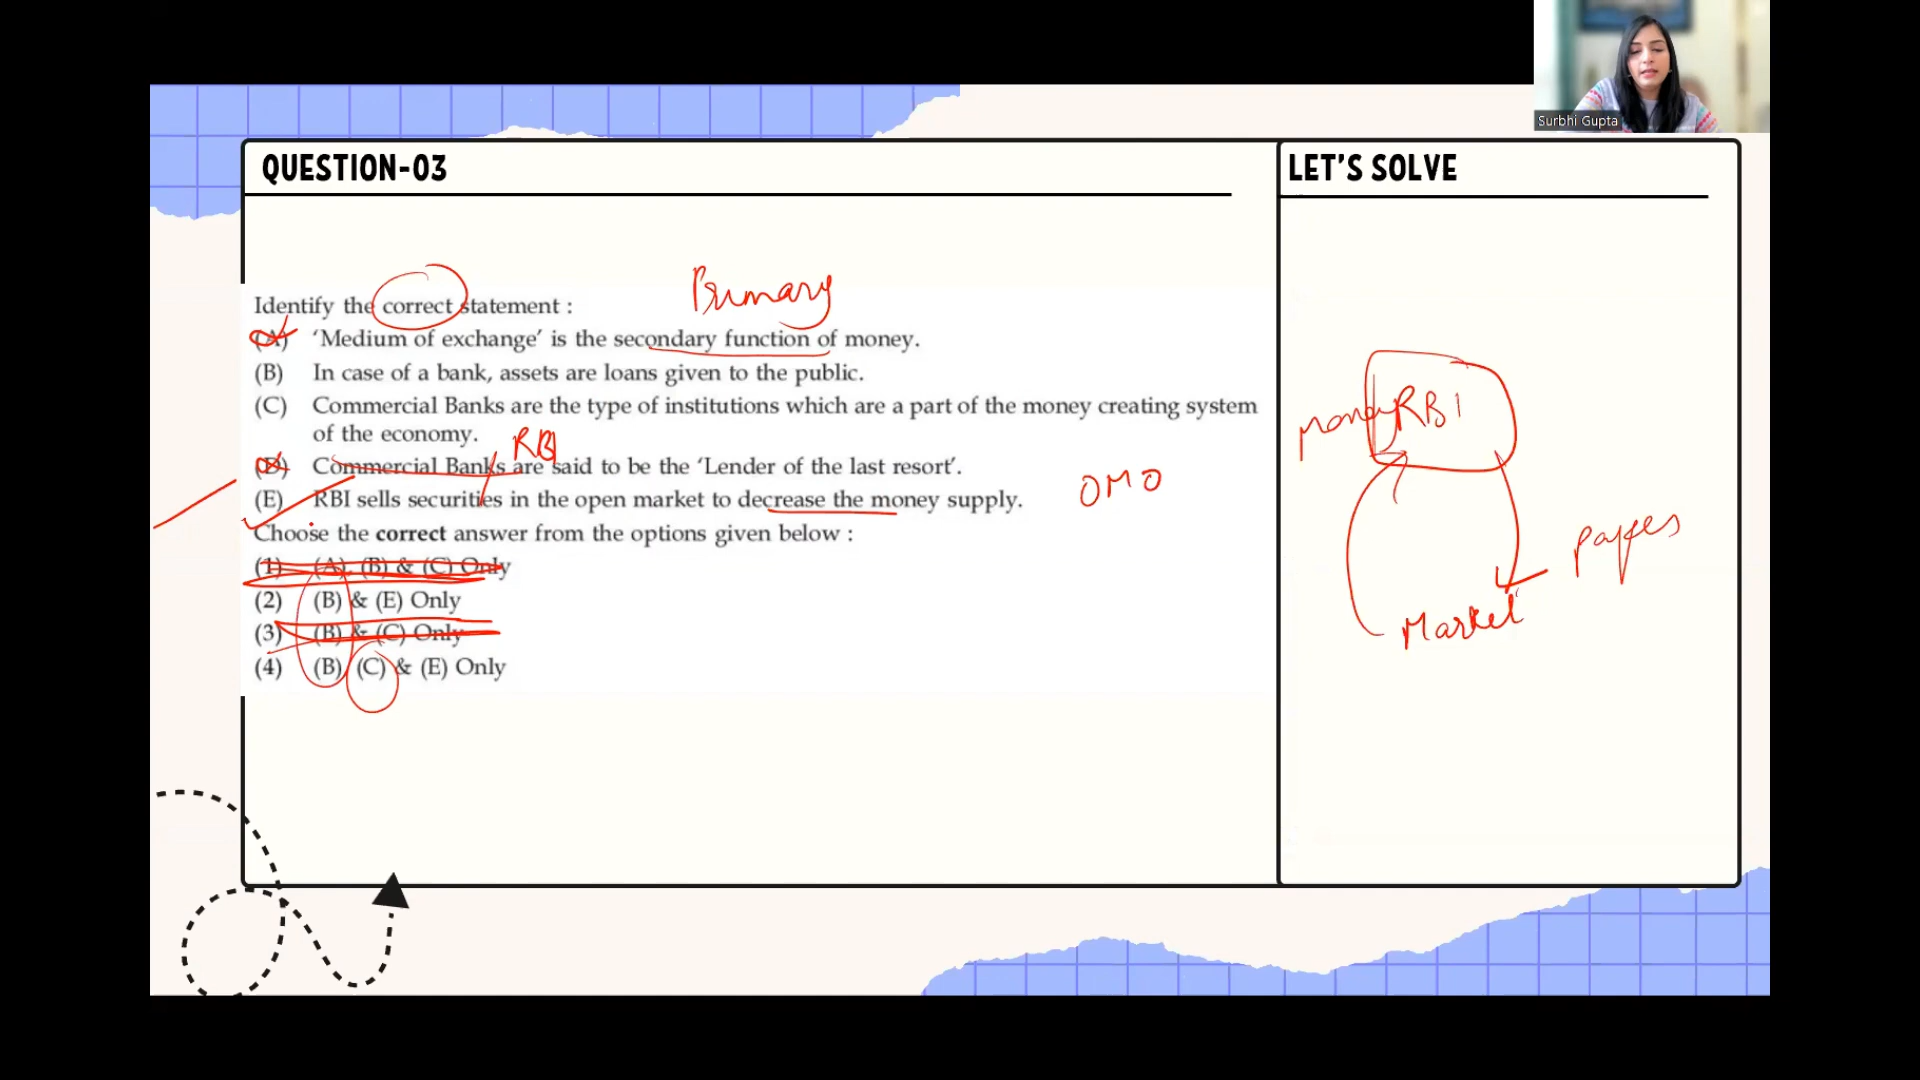 Surbhi Gupta
QUESTION-03
LET'S SOLVE
Primary
Identify the correct statement :
(A) ‘Medium of exchange’ is the secondary function of money.
(B) In case of a bank, assets are loans given to the public.
(C) Commercial Banks are the type of institutions which are a part of the money creating system
of the economy.
RBI
(D) Commercial Banks are said to be the ‘Lender of the last resort’.
(E) RBI sells securities in the open market to decrease the money supply.
OMO
Choose the correct answer from the options given below :
(1) (A), (B) & (C) Only
(2) (B) & (E) Only
(3) (B) & (C) Only
(4) (B), (C) & (E) Only
money RBI
Papers
Market